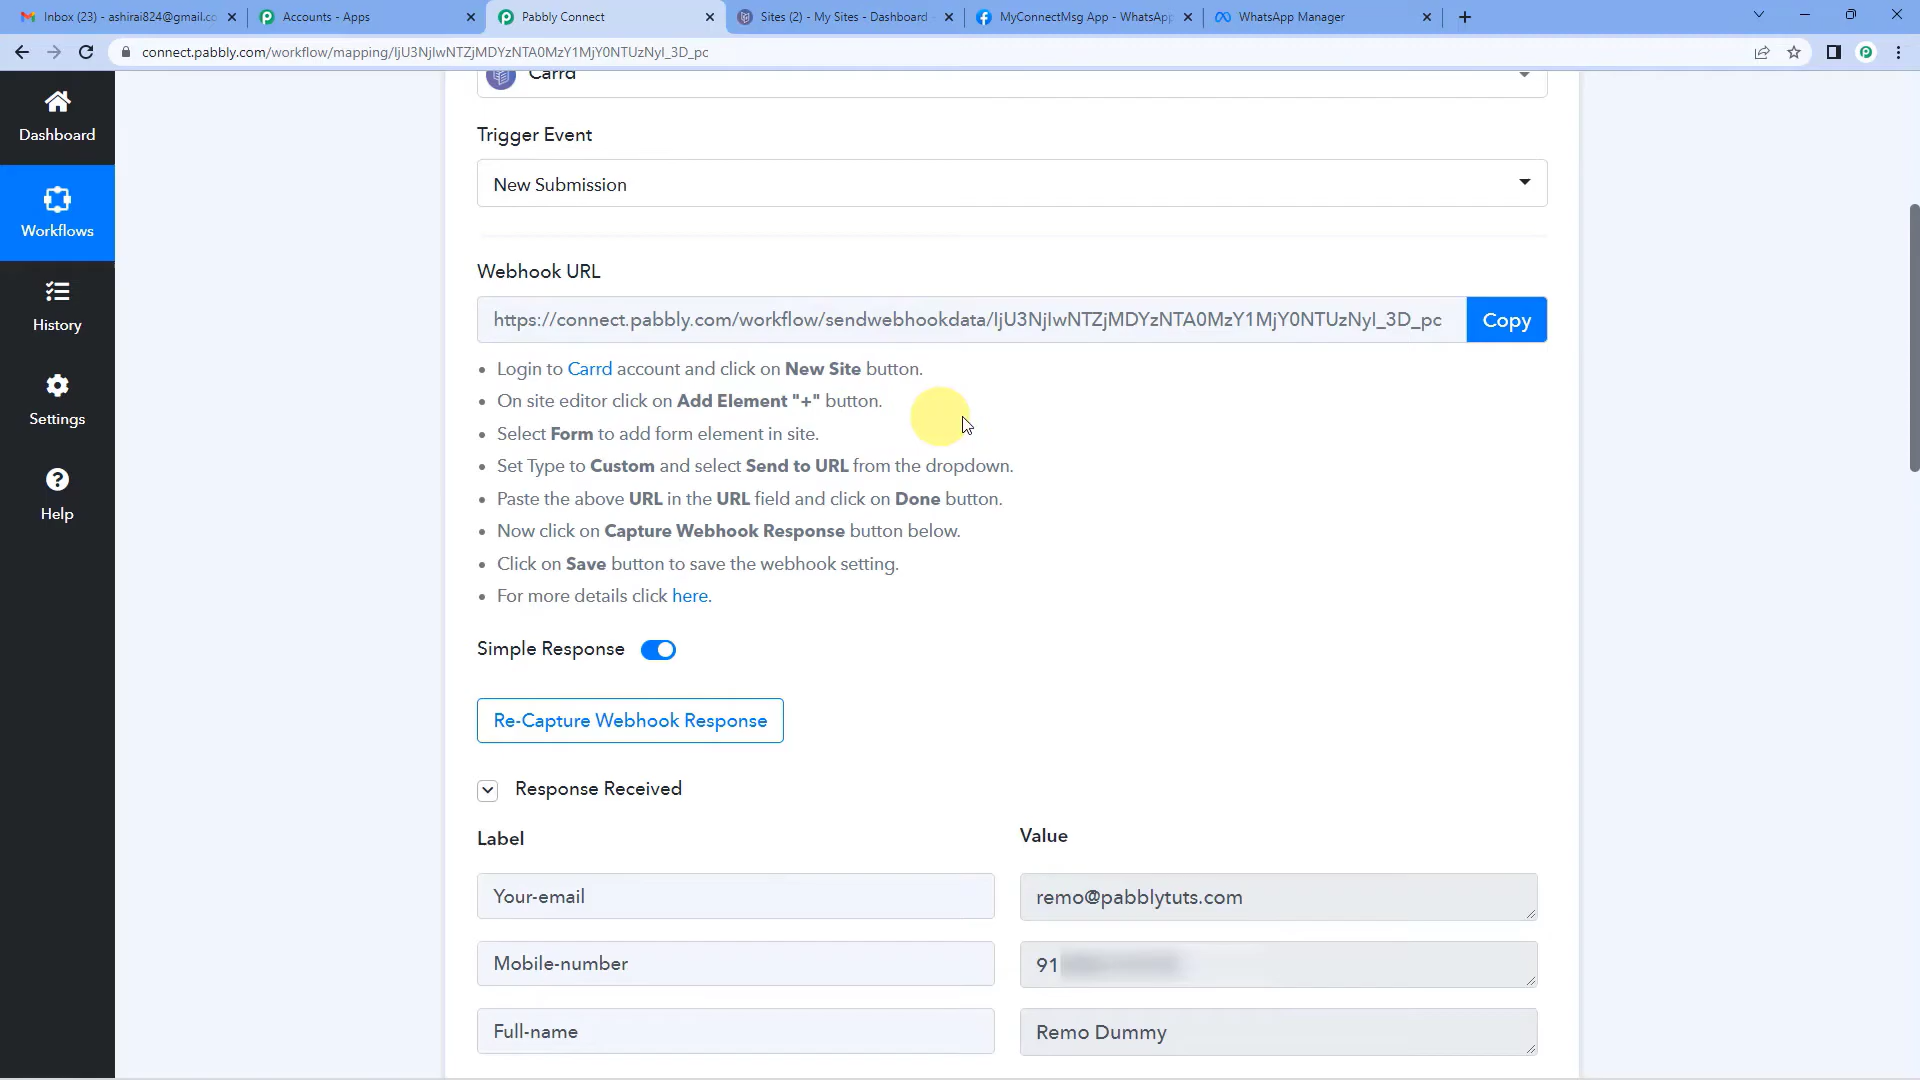 Inbox (23) - ashirai824@gmail.co
Accounts - Apps
Pabbly Connect
Sites (2) - My Sites - Dashboard
MyConnectMsg App - WhatsApp
WhatsApp Manager
connect.pabbly.com/workflow/mapping/IjU3NjIwNTZjMDYzNTA0MzY1MjY0NTUzNyI_3D_pc
Carrd
Dashboard
Workflows
History
Settings
Help
Trigger Event
New Submission
Webhook URL
https://connect.pabbly.com/workflow/sendwebhookdata/IjU3NjIwNTZjMDYzNTA0MzY1MjY0NTUzNyI_3D_pc
Copy
• Login to Carrd account and click on New Site button.
• On site editor click on Add Element "+" button.
• Select Form to add form element in site.
• Set Type to Custom and select Send to URL from the dropdown.
• Paste the above URL in the URL field and click on Done button.
• Now click on Capture Webhook Response button below.
• Click on Save button to save the webhook setting.
• For more details click here.
Simple Response
Re-Capture Webhook Response
Response Received
Label
Value
Your-email
remo@pabblytuts.com
Mobile-number
91
Full-name
Remo Dummy